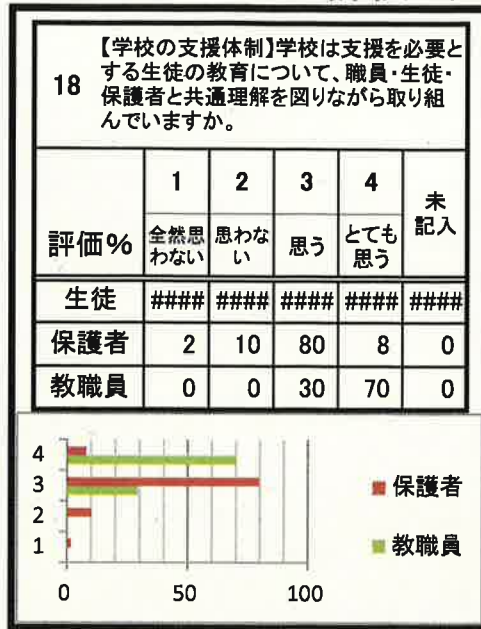 【学校の支援体制】学校は支援を必要と
18 する生徒の教育について、職員・生徒・
保護者と共通理解を図りながら取り組
んでいますか。
評価% 1 2 3 4 未記入
全然思わない 思わない 思う とても思う
生徒 #### #### #### #### ####
保護者 2 10 80 8 0
教職員 0 0 30 70 0
4
3
2
1
0 50 100
保護者
教職員